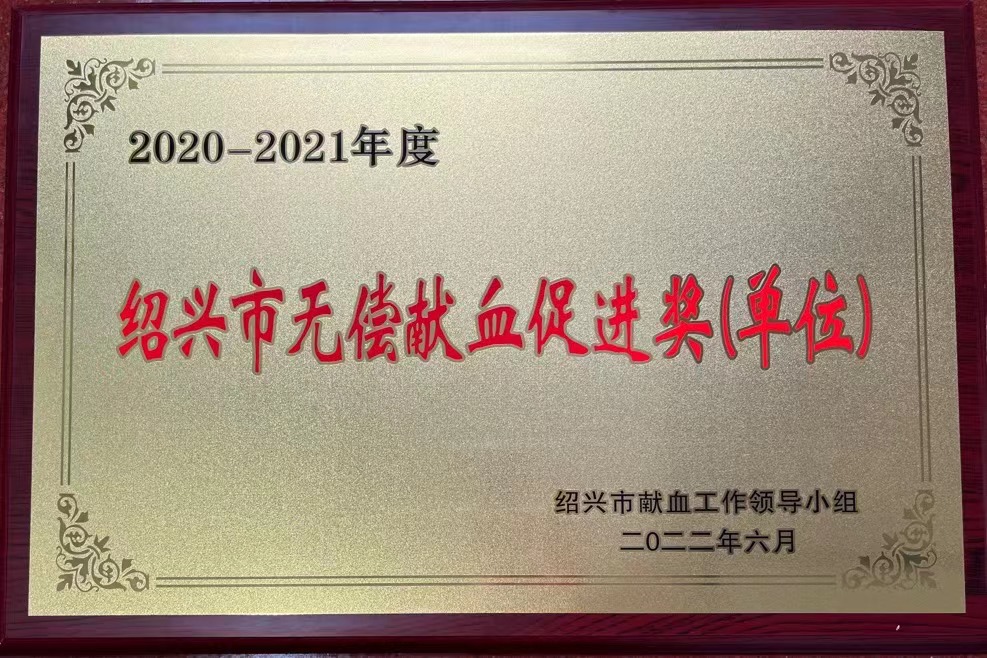 2020-2021年度
绍兴市无偿献血促进奖(单位)
绍兴市献血工作领导小组
二0二二年六月